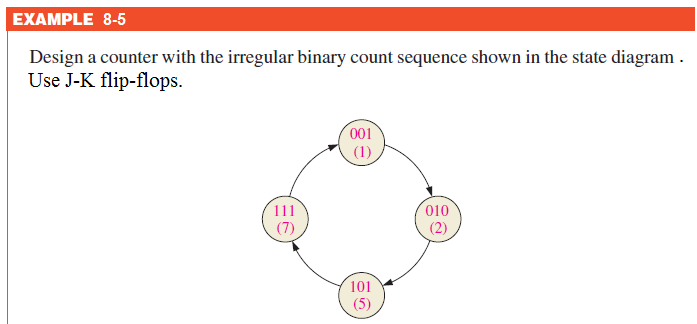 EXAMPLE 8-5
Design a counter with the irregular binary count sequence shown in the state diagram .
Use J-K flip-flops.
001
(1)
111
(7)
010
(2)
101
(5)